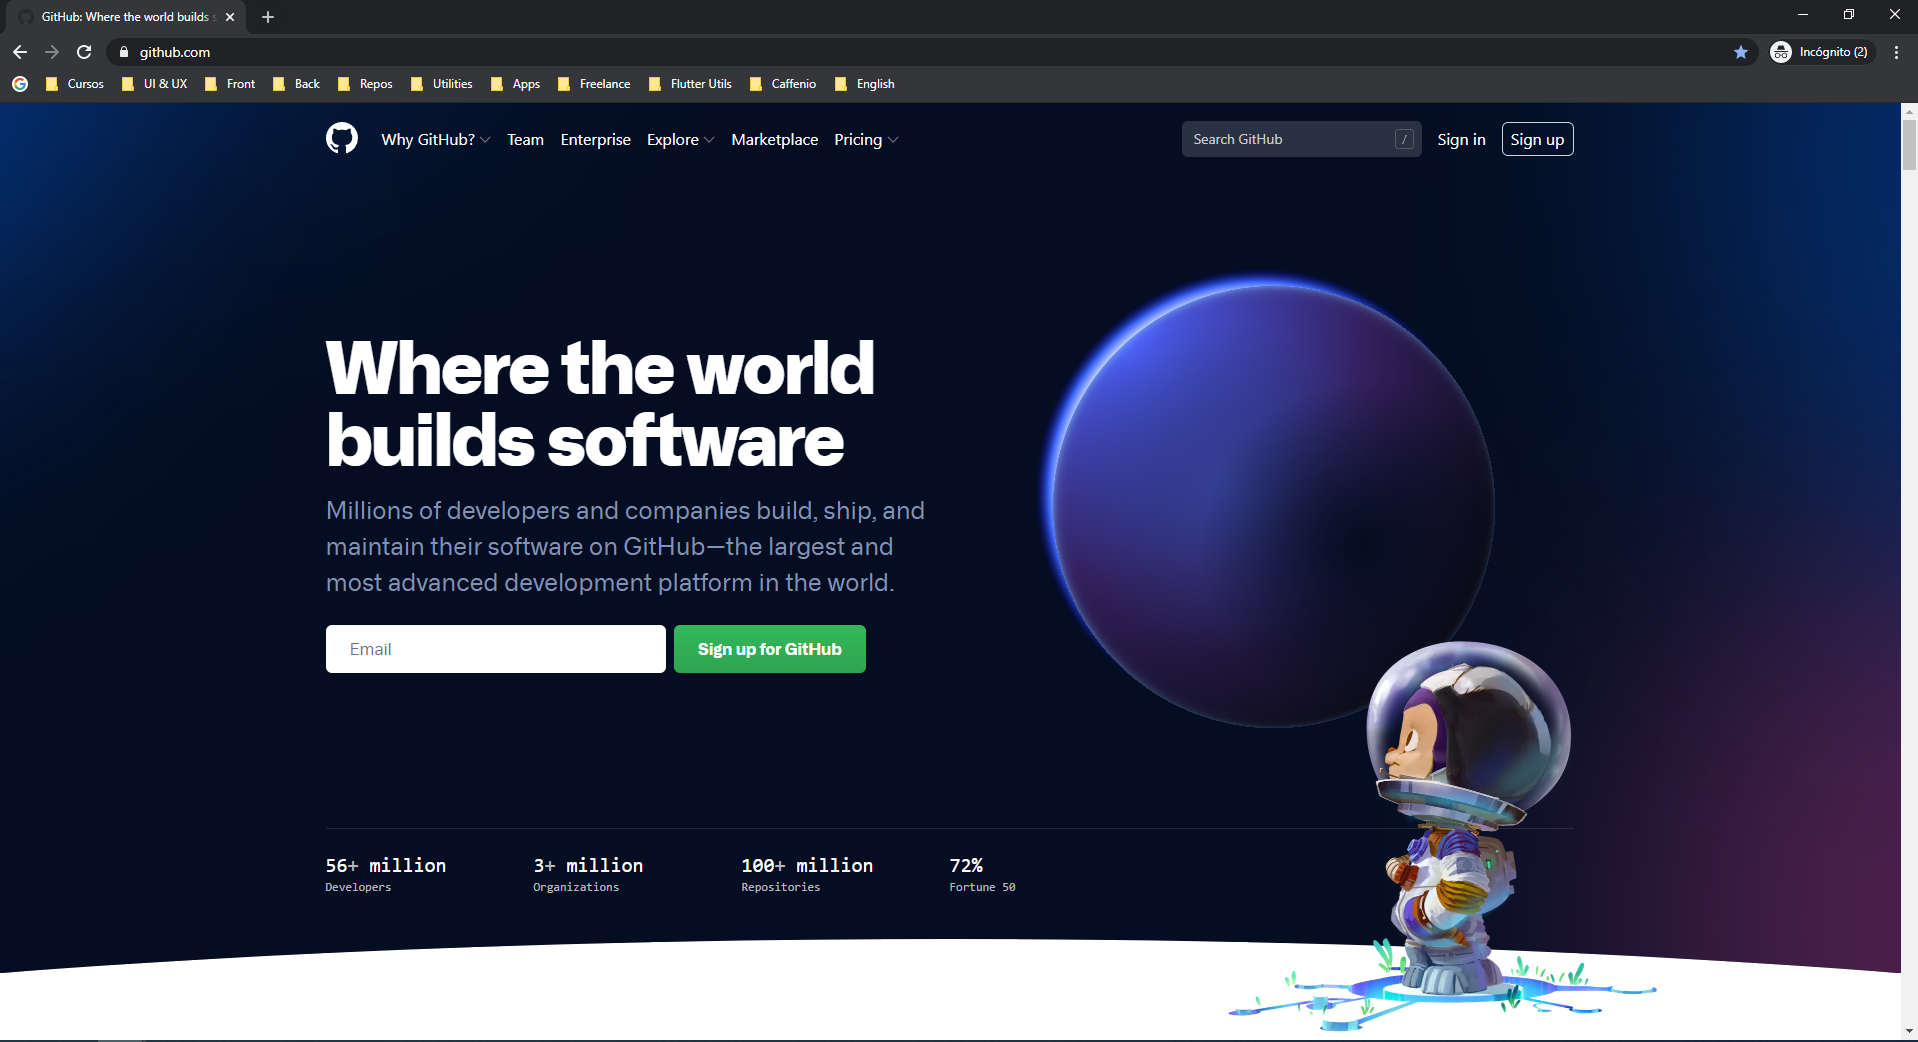 GitHub: Where the world builds s
github.com
Incógnito (2)
Cursos UI & UX Front Back Repos Utilities Apps Freelance Flutter Utils Caffenio English
Why GitHub? Team Enterprise Explore Marketplace Pricing Search GitHub / Sign in Sign up
Where the world
builds software
Millions of developers and companies build, ship, and
maintain their software on GitHub—the largest and
most advanced development platform in the world.
Email Sign up for GitHub
56+ million 3+ million 100+ million 72%
Developers Organizations Repositories Fortune 50